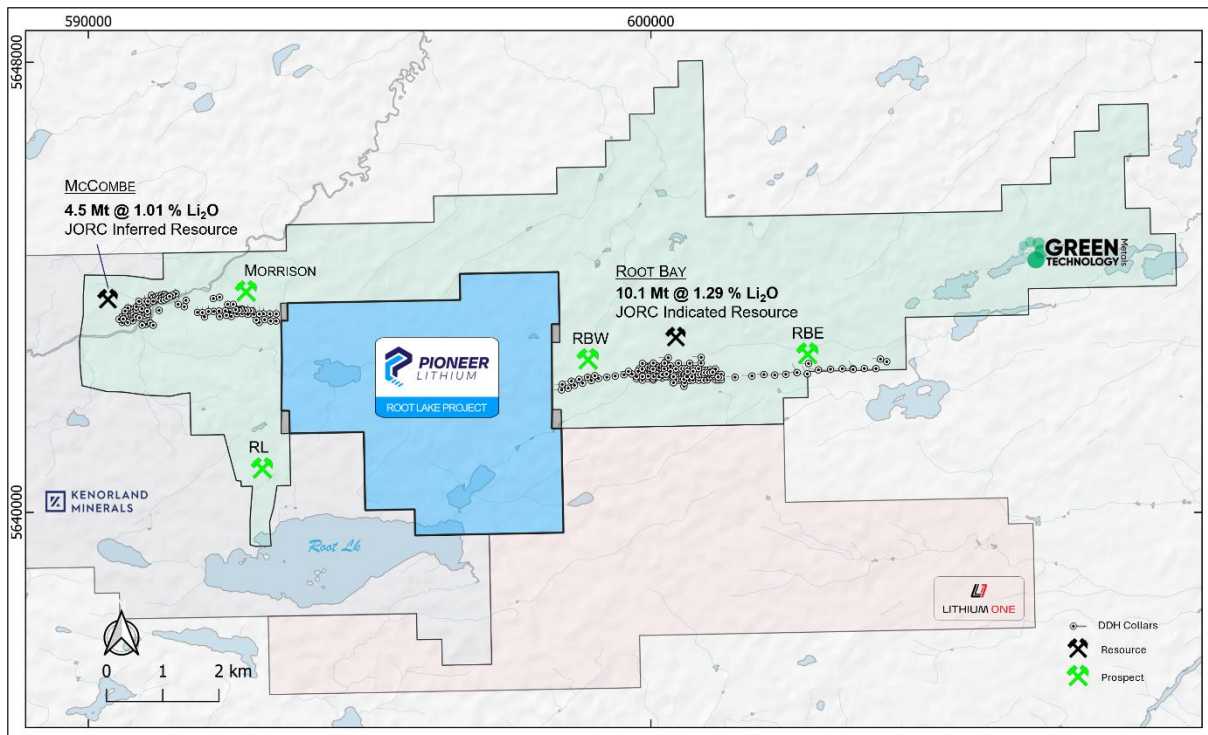 590000
600000
5648000
5640000
MCCOMBE
4.5 Mt @ 1.01 % Li₂O
JORC Inferred Resource
MORRISON
GREEN
TECHNOLOGY
Metals
ROOT BAY
10.1 Mt @ 1.29 % Li₂O
JORC Indicated Resource
RBW
RBE
PIONEER
LITHIUM
ROOT LAKE PROJECT
RL
KENORLAND
MINERALS
Root Lk
LITHIUM ONE
DDH Collars
Resource
Prospect
0 1 2 km